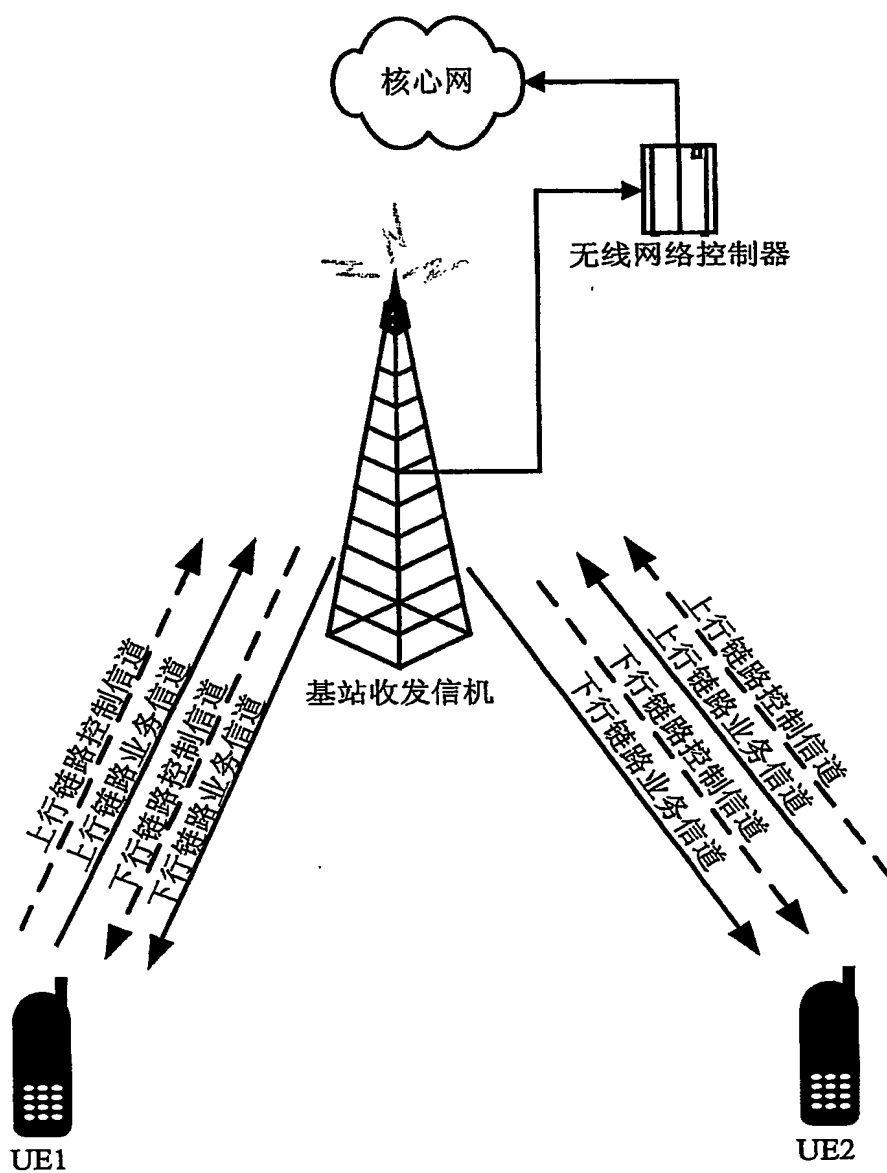 核心网
无线网络控制器
基站收发信机
上行链路控制信道
上行链路业务信道
下行链路控制信道
下行链路业务信道
上行链路控制信道
上行链路业务信道
下行链路控制信道
下行链路业务信道
UE1
UE2